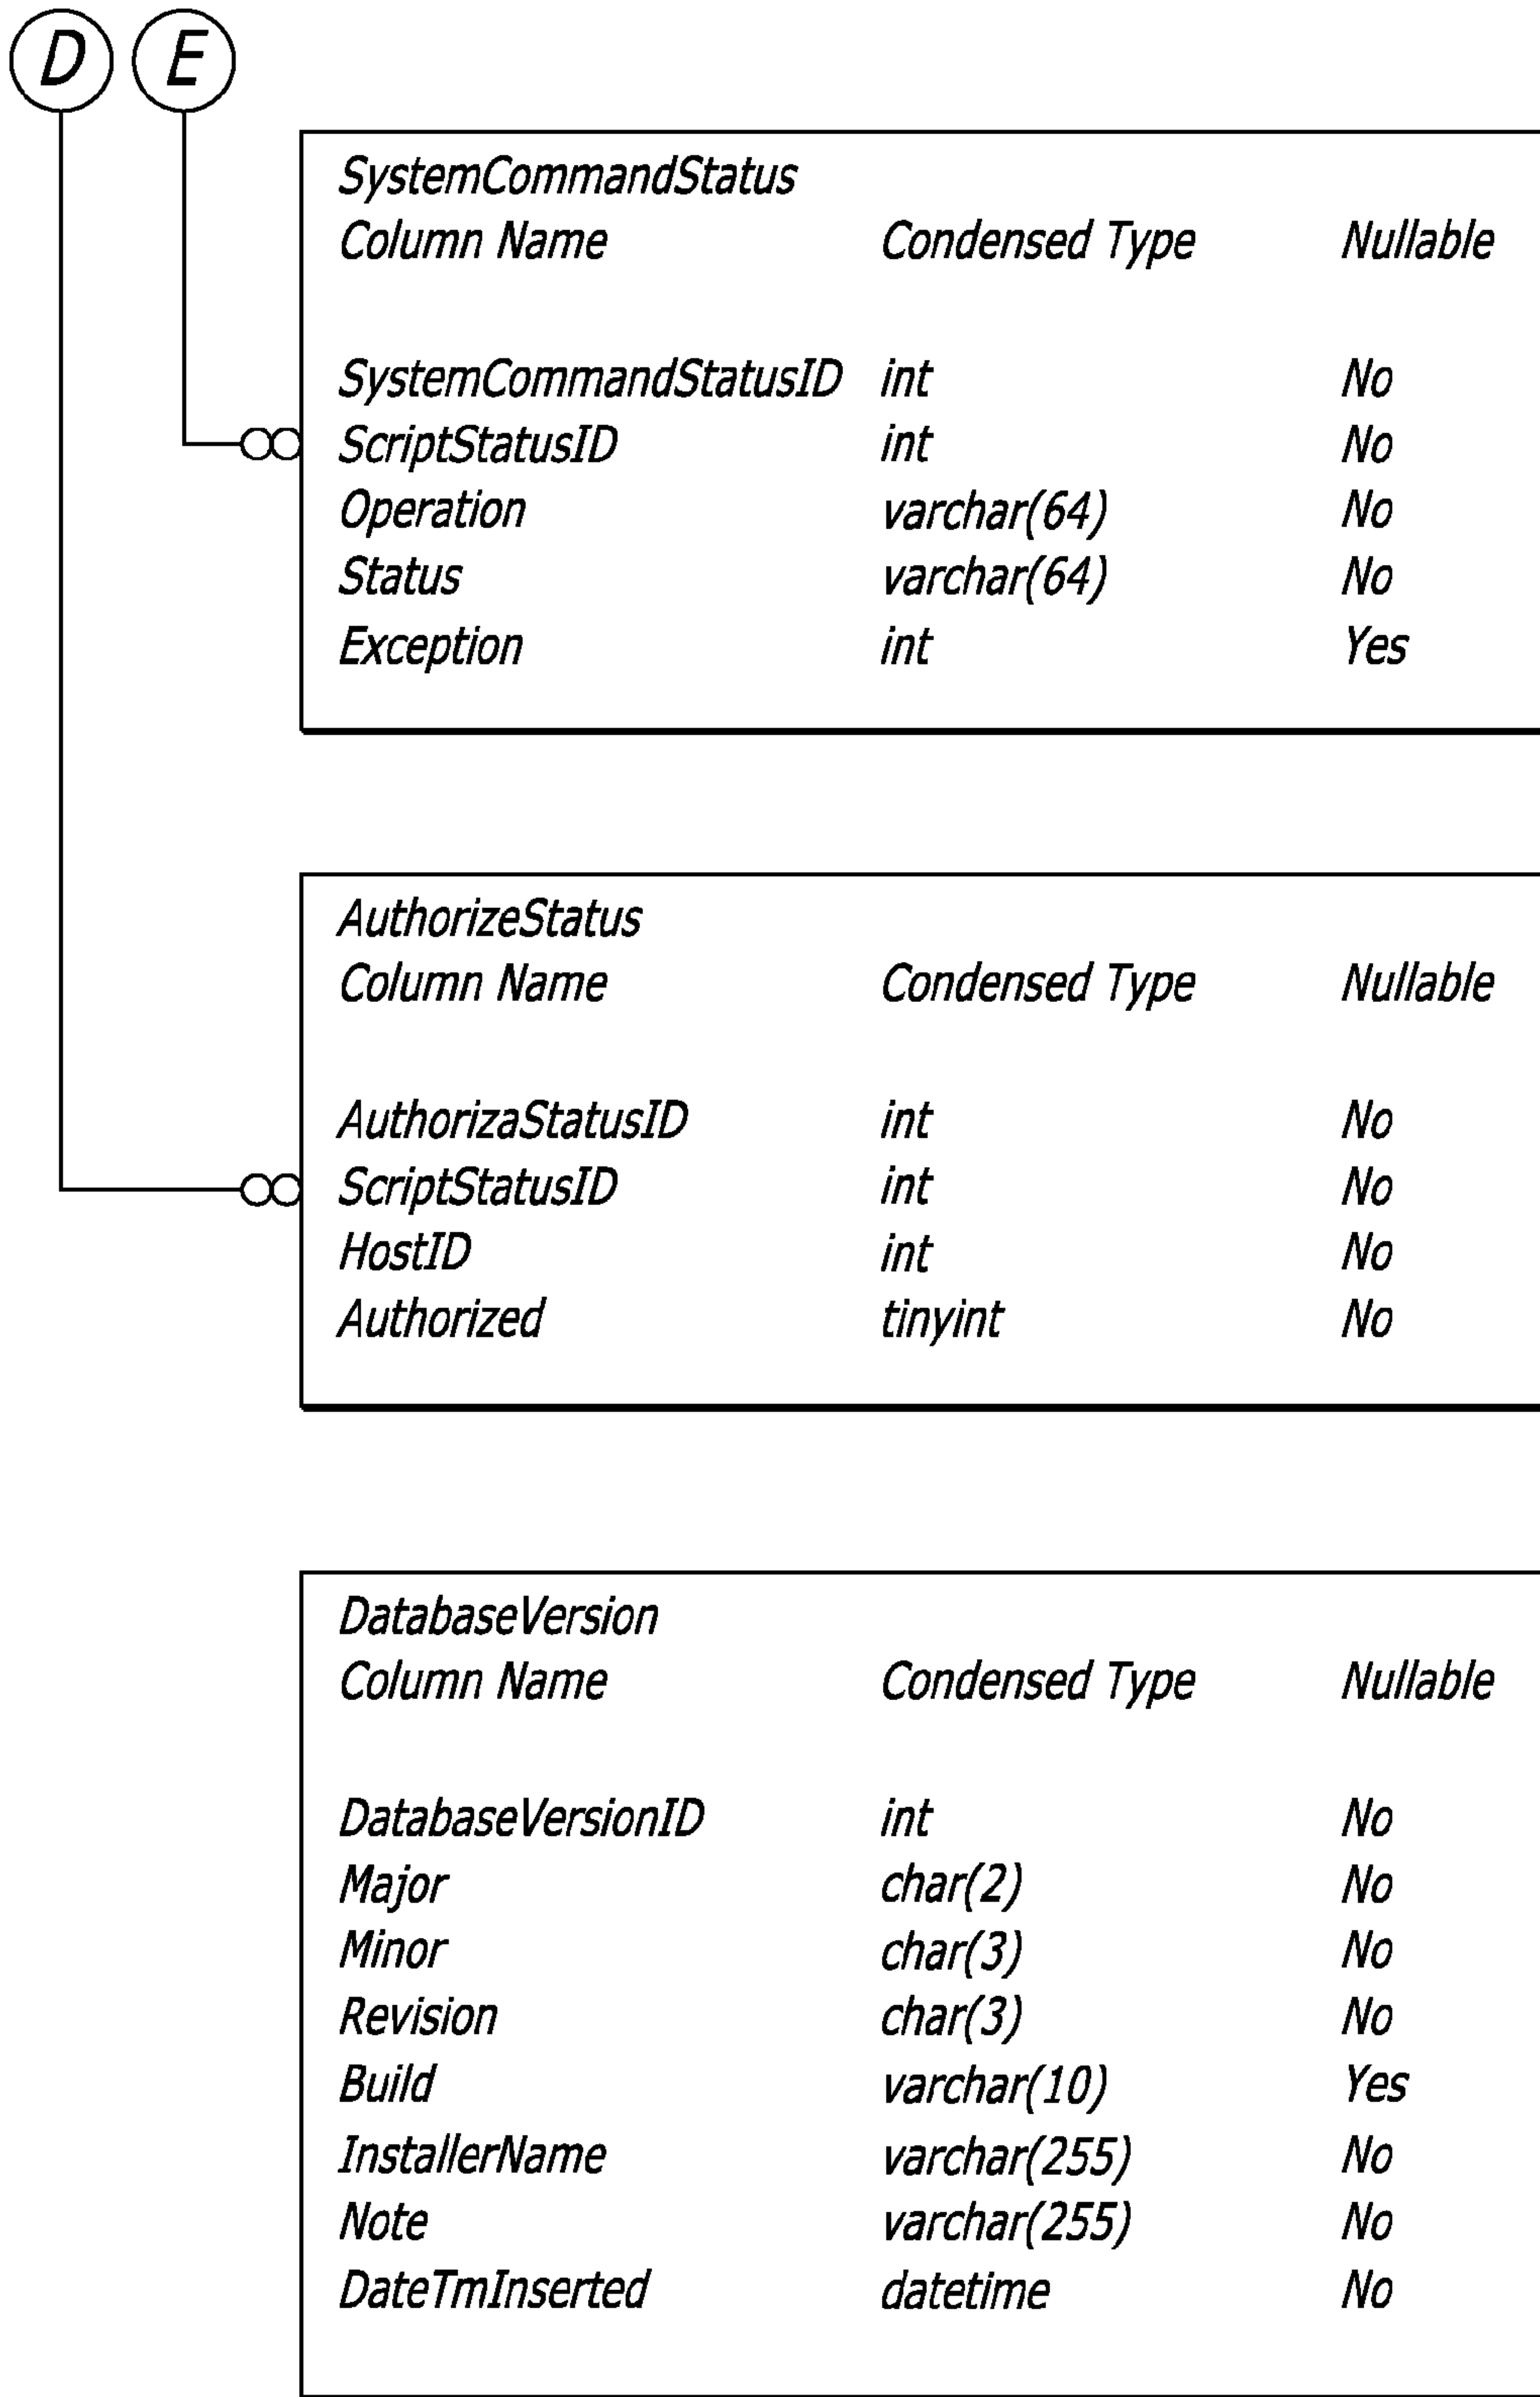 D E
SystemCommandStatus
Column Name Condensed Type Nullable
SystemCommandStatusID int No
ScriptStatusID int No
Operation varchar(64) No
Status varchar(64) No
Exception int Yes
AuthorizeStatus
Column Name Condensed Type Nullable
AuthorizaStatusID int No
ScriptStatusID int No
HostID int No
Authorized tinyint No
DatabaseVersion
Column Name Condensed Type Nullable
DatabaseVersionID int No
Major char(2) No
Minor char(3) No
Revision char(3) No
Build varchar(10) Yes
InstallerName varchar(255) No
Note varchar(255) No
DateTmInserted datetime No